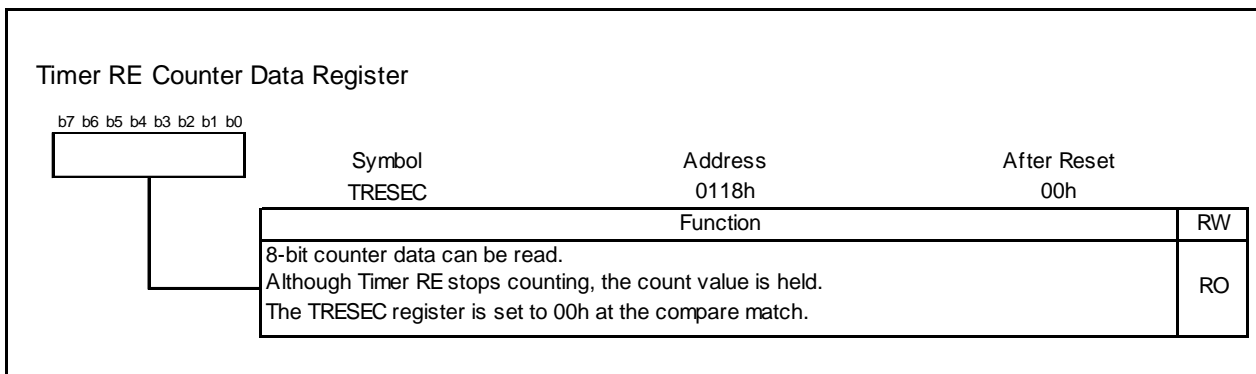 Timer RE Counter Data Register
b7 b6 b5 b4 b3 b2 b1 b0
Symbol Address After Reset
TRESEC 0118h 00h
Function RW
8-bit counter data can be read.
Although Timer RE stops counting, the count value is held.
RO
The TRESEC register is set to 00h at the compare match.